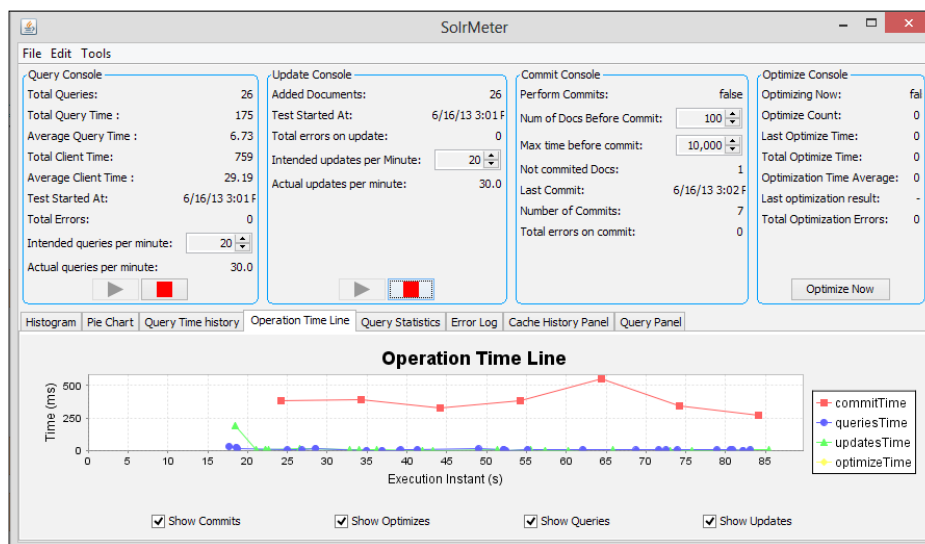 SolrMeter
File Edit Tools
Query Console
Total Queries: 26
Total Query Time : 175
Average Query Time : 6.73
Total Client Time: 759
Average Client Time : 29.19
Test Started At: 6/16/13 3:01 P
Total Errors: 0
Intended queries per minute: 20
Actual queries per minute: 30.0
Update Console
Added Documents: 26
Test Started At: 6/16/13 3:01 P
Total errors on update: 0
Intended updates per Minute: 20
Actual updates per minute: 30.0
Commit Console
Perform Commits: false
Num of Docs Before Commit: 100
Max time before commit: 10,000
Not commited Docs: 1
Last Commit: 6/16/13 3:02 P
Number of Commits: 7
Total errors on commit: 0
Optimize Console
Optimizing Now: fal
Optimize Count: 0
Last Optimize Time: 0
Total Optimize Time: 0
Optimization Time Average: 0
Last optimization result: -
Total Optimization Errors: 0
Optimize Now
Histogram Pie Chart Query Time history Operation Time Line Query Statistics Error Log Cache History Panel Query Panel
Operation Time Line
Time (ms)
500
250
0
0 5 10 15 20 25 30 35 40 45 50 55 60 65 70 75 80 85
Execution Instant (s)
commitTime
queriesTime
updatesTime
optimizeTime
Show Commits Show Optimizes Show Queries Show Updates